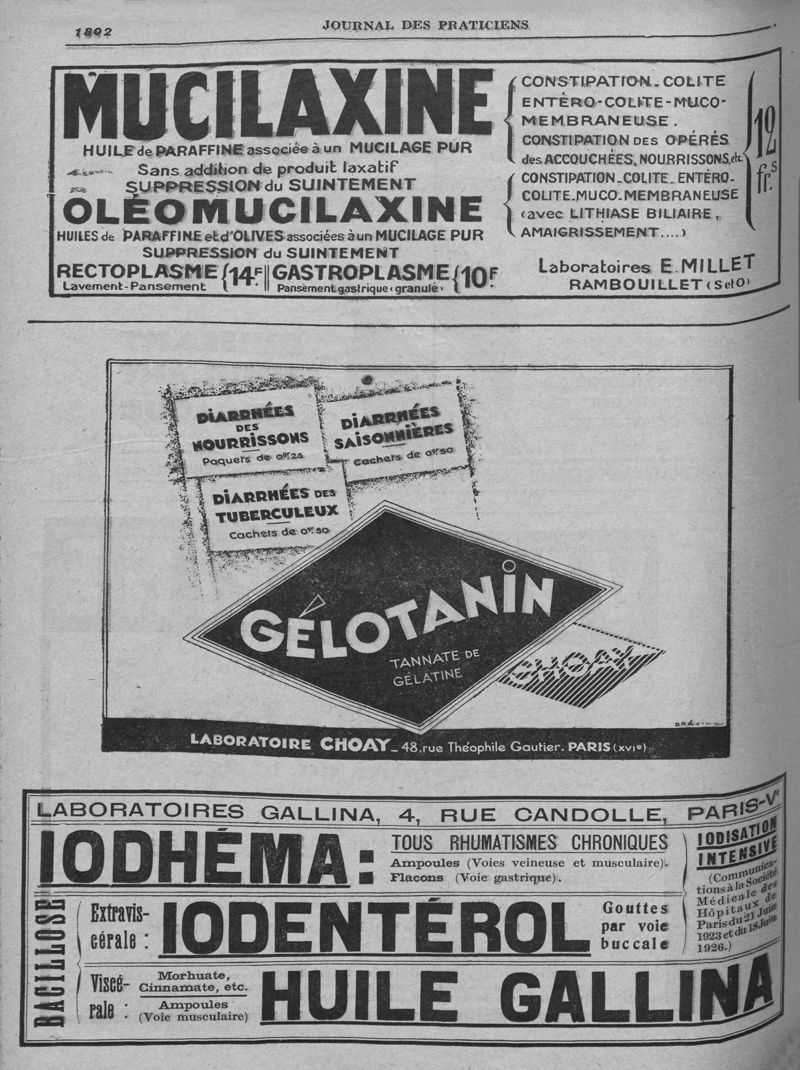 1892
JOURNAL DES PRATICIENS
MUCILAXINE
HUILE de PARAFFINE associée à un MUCILAGE PUR
Sans addition de produit laxatif
SUPPRESSION du SUINTEMENT
OLÉOMUCILAXINE
HUILES de PARAFFINE et d'OLIVES associées à un MUCILAGE PUR
SUPPRESSION du SUINTEMENT
RECTOPLASME { 14.F
Lavement-Pansement
GASTROPLASME { 10F
Pansement gastrique (granulé)
CONSTIPATION_COLITE
ENTÉRO-COLITE-MUCO-
MEMBRANEUSE.
CONSTIPATION DES OPÉRÉS
des ACCOUCHÉES, NOURRISSONS, etc.
CONSTIPATION_COLITE_ENTÉRO-
COLITE-MUCO-MEMBRANEUSE
(avec LITHIASE BILIAIRE,
AMAIGRISSEMENT....)
12
frs
Laboratoires E. MILLET
RAMBOUILLET (S et O)
DIARRHÉES
DES
NOURRISSONS
Paquets de 0gr25
DIARRHÉES
SAISONNIÈRES
Cachets de 0gr50
DIARRHÉES DES
TUBERCULEUX
Cachets de 0gr50
GÉLOTANIN
TANNATE DE
GÉLATINE
CHOAY
LABORATOIRE CHOAY_48, rue Théophile Gautier. PARIS (XVIe)
LABORATOIRES GALLINA, 4, RUE CANDOLLE, PARIS-Ve
IODHÉMA:
TOUS RHUMATISMES CHRONIQUES
Ampoules (Voies veineuse et musculaire).
Flacons (Voie gastrique).
IODISATION
INTENSIVE
(Communica-
tions à la Société
Médicale des
Hôpitaux de
Paris du 21 Juin
1923 et du 18 Juin
1926.)
BACILLOSE
Extravis-
cérale :
IODENTÉROL
Gouttes
par voie
buccale
Viscé-
rale :
Morhuate,
Cinnamate, etc.
Ampoules
(Voie musculaire)
HUILE GALLINA